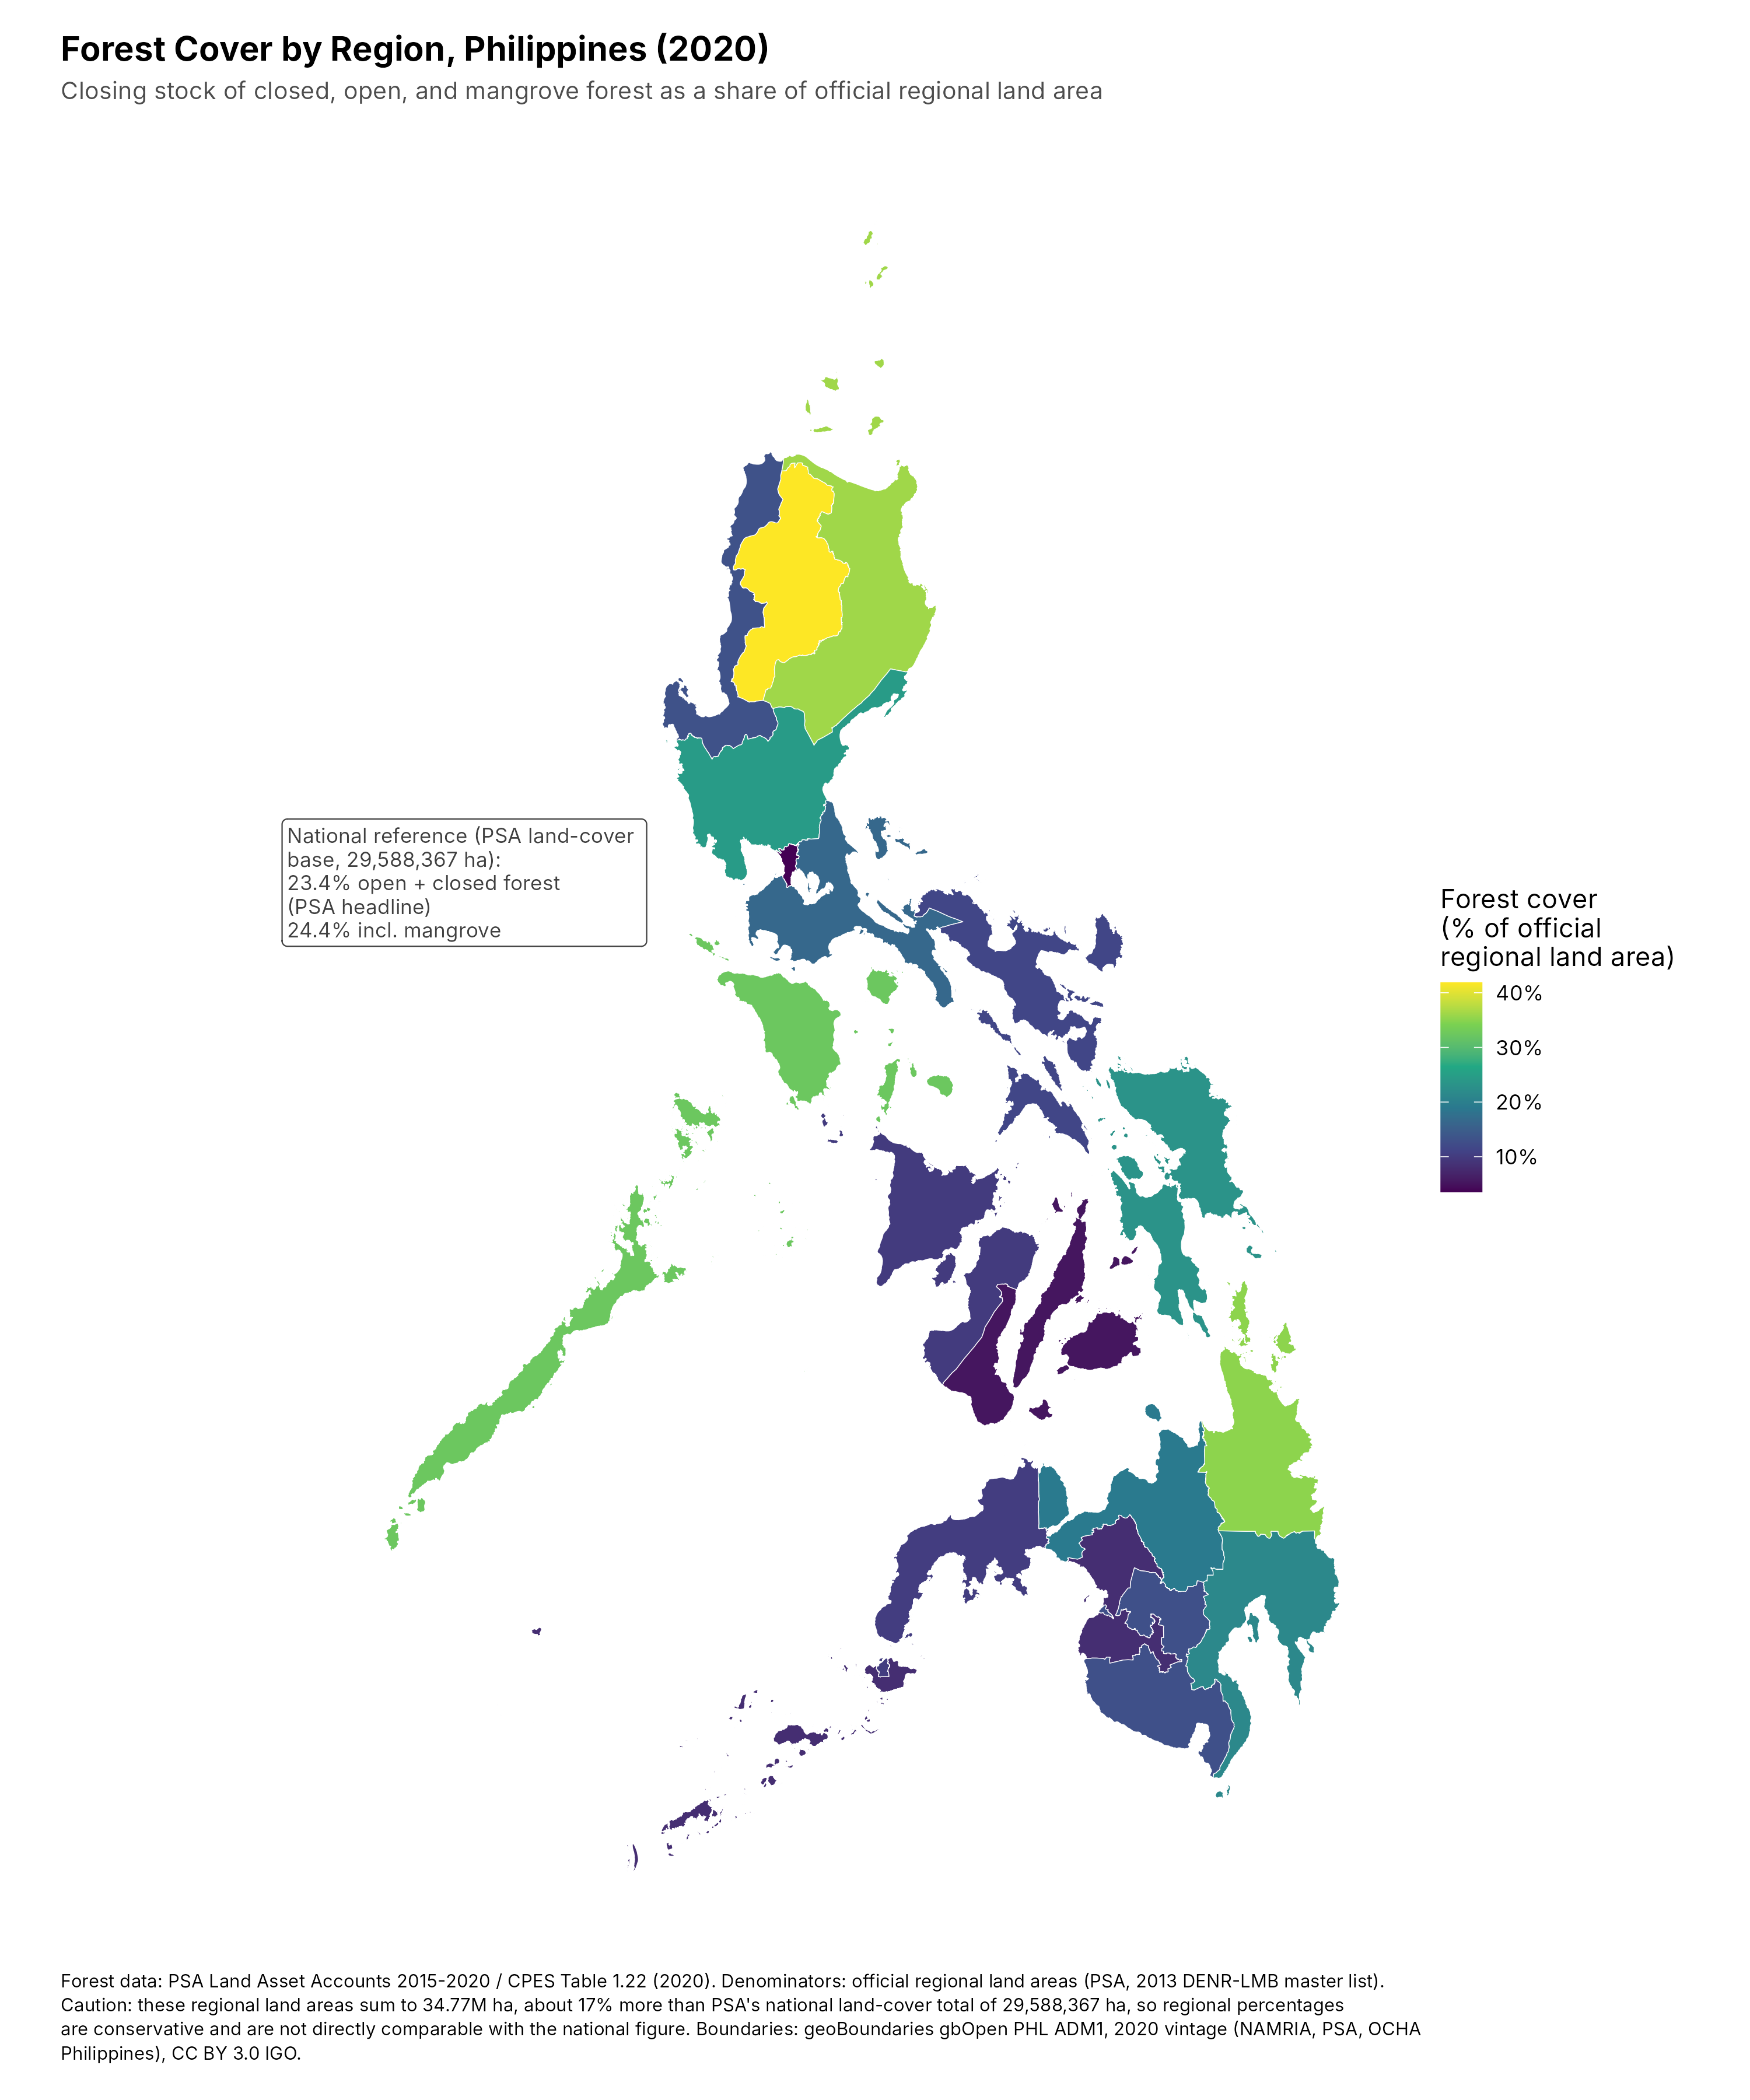 Forest Cover by Region, Philippines (2020)
Closing stock of closed, open, and mangrove forest as a share of official regional land area
National reference (PSA land-cover
base, 29,588,367 ha):
23.4% open + closed forest
(PSA headline)
24.4% incl. mangrove
Forest cover
(% of official
regional land area)
40%
30%
20%
10%
Forest data: PSA Land Asset Accounts 2015-2020 / CPES Table 1.22 (2020). Denominators: official regional land areas (PSA, 2013 DENR-LMB master list).
Caution: these regional land areas sum to 34.77M ha, about 17% more than PSA's national land-cover total of 29,588,367 ha, so regional percentages
are conservative and are not directly comparable with the national figure. Boundaries: geoBoundaries gbOpen PHL ADM1, 2020 vintage (NAMRIA, PSA, OCHA
Philippines), CC BY 3.0 IGO.